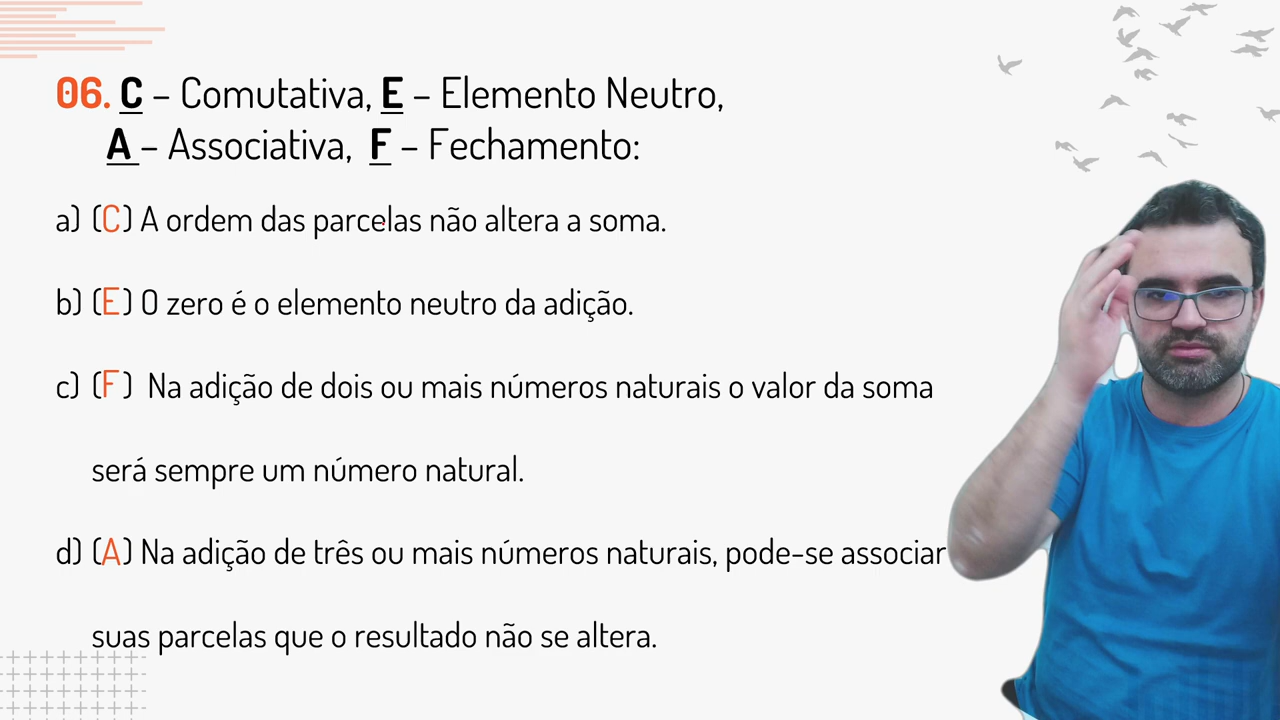 06. C – Comutativa, E – Elemento Neutro,
A – Associativa, F – Fechamento:
a) (C) A ordem das parcelas não altera a soma.
b) (E) O zero é o elemento neutro da adição.
c) (F) Na adição de dois ou mais números naturais o valor da soma
será sempre um número natural.
d) (A) Na adição de três ou mais números naturais, pode-se associar
suas parcelas que o resultado não se altera.